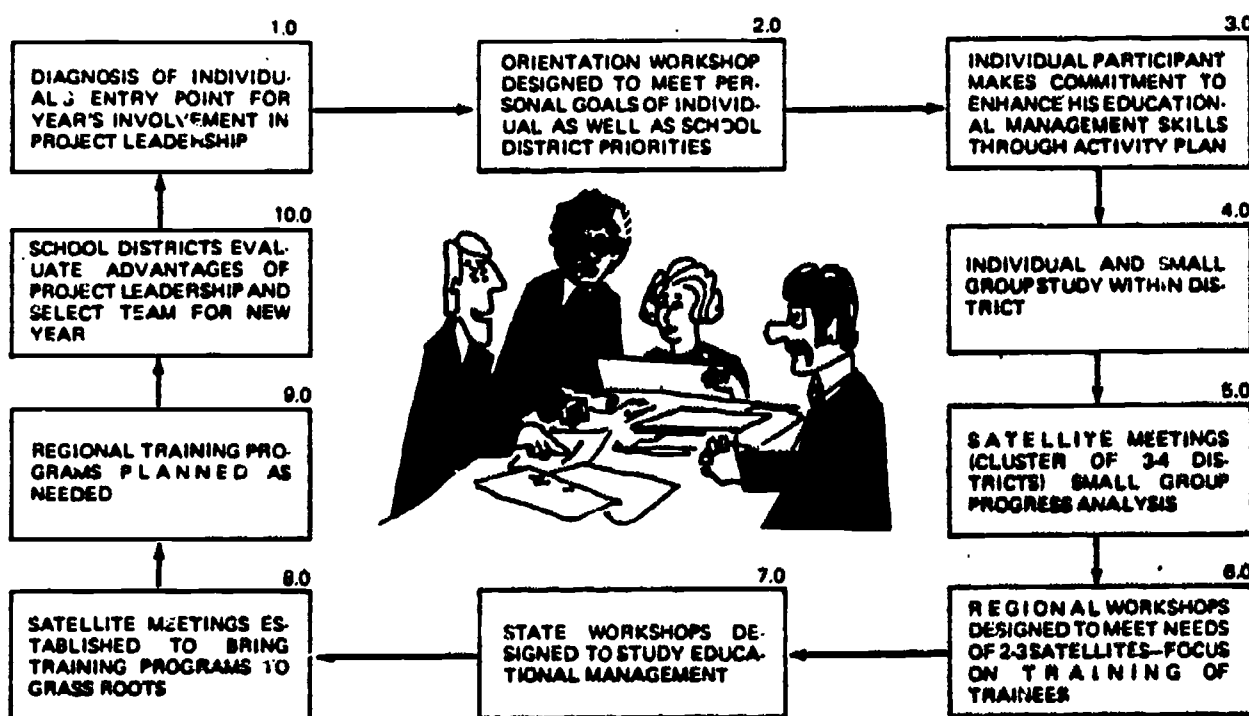 1.0
DIAGNOSIS OF INDIVIDU-
ALS ENTRY POINT FOR
YEAR'S INVOLVEMENT IN
PROJECT LEADERSHIP
2.0
ORIENTATION WORKSHOP
DESIGNED TO MEET PER-
SONAL GOALS OF INDIVID-
UAL AS WELL AS SCHOOL
DISTRICT PRIORITIES
3.0
INDIVIDUAL PARTICIPANT
MAKES COMMITMENT TO
ENHANCE HIS EDUCATION-
AL MANAGEMENT SKILLS
THROUGH ACTIVITY PLAN
4.0
INDIVIDUAL AND SMALL
GROUP STUDY WITHIN DIS-
TRICT
5.0
SATELLITE MEETINGS
(CLUSTER OF 3-4 DIS-
TRICTS) SMALL GROUP
PROGRESS ANALYSIS
6.0
REGIONAL WORKSHOPS
DESIGNED TO MEET NEEDS
OF 2-3 SATELLITES—FOCUS
ON TRAINING OF
TRAINEES
7.0
STATE WORKSHOPS DE-
SIGNED TO STUDY EDUCA-
TIONAL MANAGEMENT
8.0
SATELLITE MEETINGS ES-
TABLISHED TO BRING
TRAINING PROGRAMS TO
GRASS ROOTS
9.0
REGIONAL TRAINING PRO-
GRAMS PLANNED AS
NEEDED
10.0
SCHOOL DISTRICTS EVAL-
UATE ADVANTAGES OF
PROJECT LEADERSHIP AND
SELECT TEAM FOR NEW
YEAR